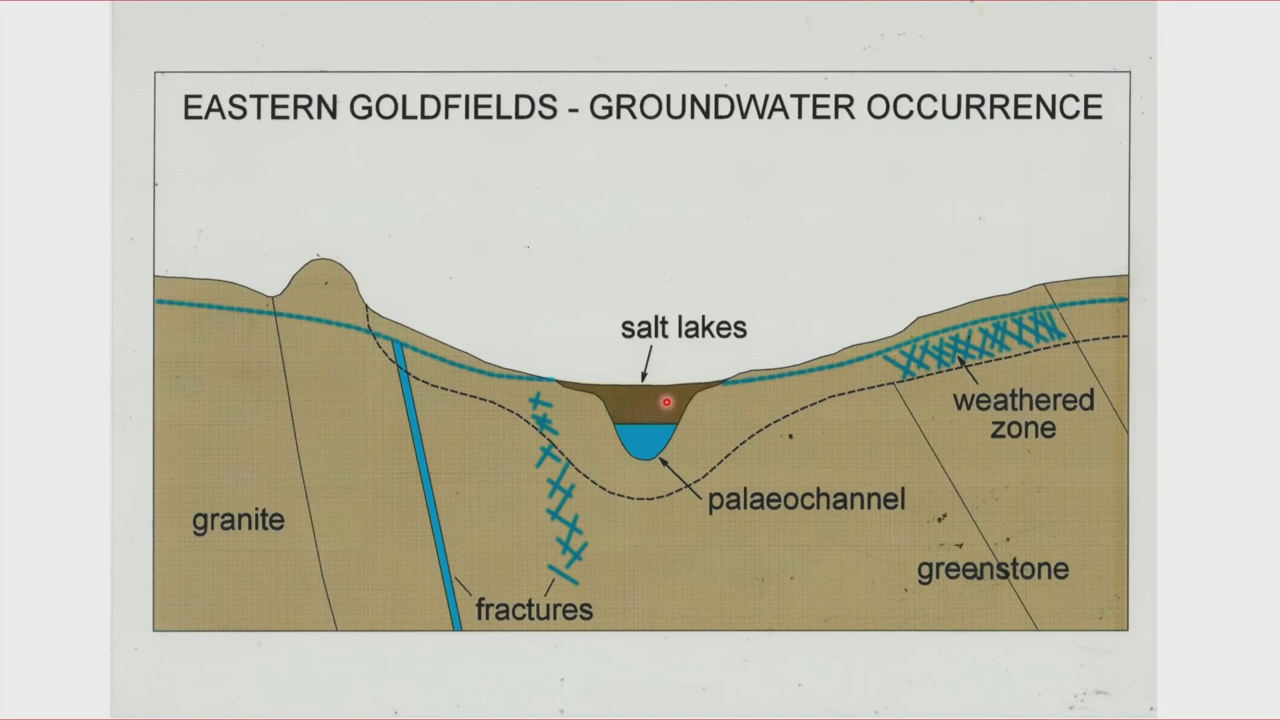 EASTERN GOLDFIELDS - GROUNDWATER OCCURRENCE
salt lakes
weathered
zone
palaeochannel
granite
greenstone
fractures